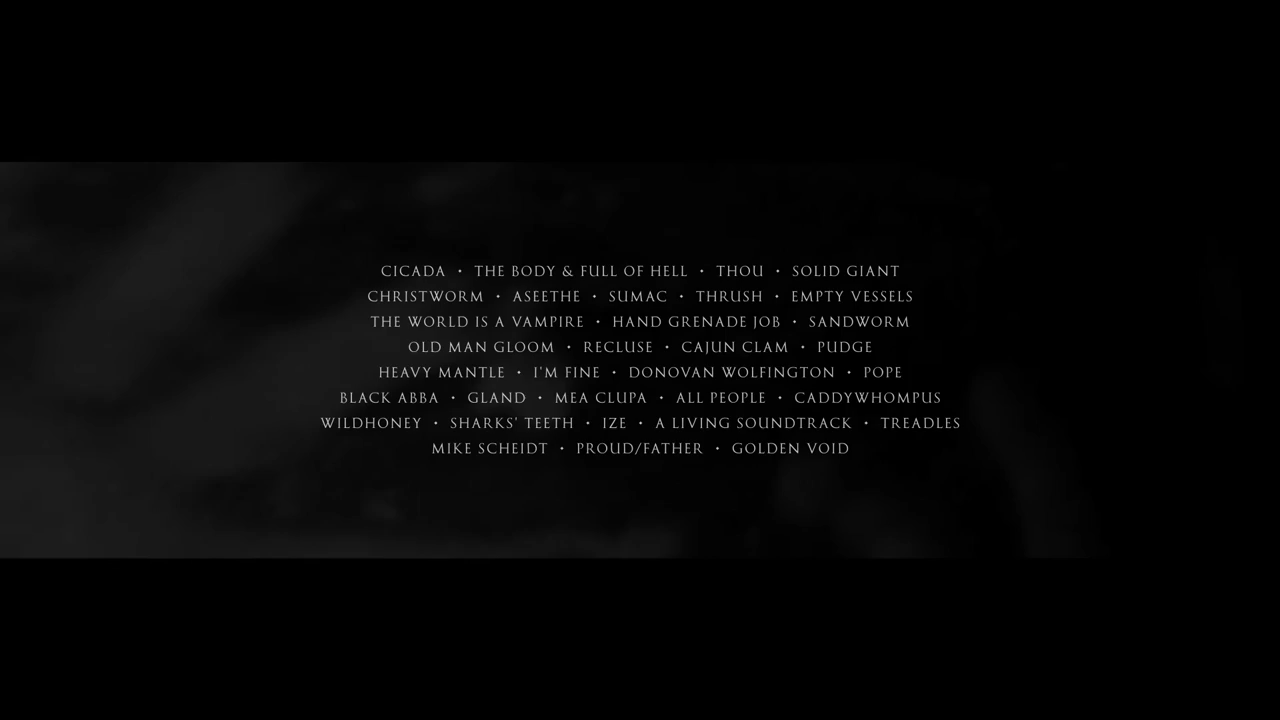 CICADA • THE BODY & FULL OF HELL • THOU • SOLID GIANT
CHRISTWORM • ASEETHE • SUMAC • THRUSH • EMPTY VESSELS
THE WORLD IS A VAMPIRE • HAND GRENADE JOB • SANDWORM
OLD MAN GLOOM • RECLUSE • CAJUN CLAM • PUDGE
HEAVY MANTLE • I'M FINE • DONOVAN WOLFINGTON • POPE
BLACK ABBA • GLAND • MEA CLUPA • ALL PEOPLE • CADDYWHOMPUS
WILDHONEY • SHARKS' TEETH • IZE • A LIVING SOUNDTRACK • TREADLES
MIKE SCHEIDT • PROUD/FATHER • GOLDEN VOID